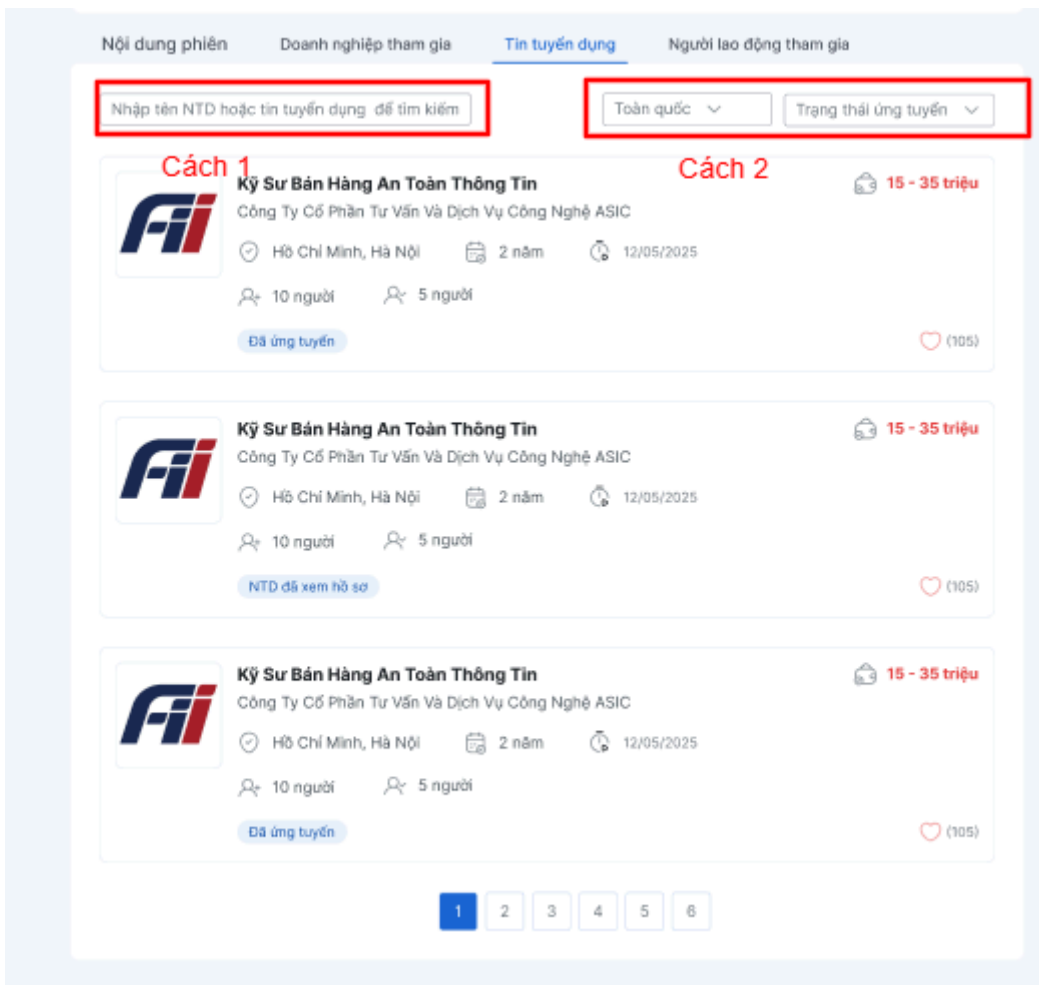 Nội dung phiên Doanh nghiệp tham gia Tin tuyển dụng Người lao động tham gia
Nhập tên NTD hoặc tin tuyển dụng để tìm kiếm Toàn quốc Trạng thái ứng tuyển
Cách 1 Cách 2
Kỹ Sư Bán Hàng An Toàn Thông Tin 15 - 35 triệu
Công Ty Cổ Phần Tư Vấn Và Dịch Vụ Công Nghệ ASIC
Hồ Chí Minh, Hà Nội 2 năm 12/05/2025
10 người 5 người
Đã ứng tuyển (105)
Kỹ Sư Bán Hàng An Toàn Thông Tin 15 - 35 triệu
Công Ty Cổ Phần Tư Vấn Và Dịch Vụ Công Nghệ ASIC
Hồ Chí Minh, Hà Nội 2 năm 12/05/2025
10 người 5 người
NTD đã xem hồ sơ (105)
Kỹ Sư Bán Hàng An Toàn Thông Tin 15 - 35 triệu
Công Ty Cổ Phần Tư Vấn Và Dịch Vụ Công Nghệ ASIC
Hồ Chí Minh, Hà Nội 2 năm 12/05/2025
10 người 5 người
Đã ứng tuyển (105)
1 2 3 4 5 6